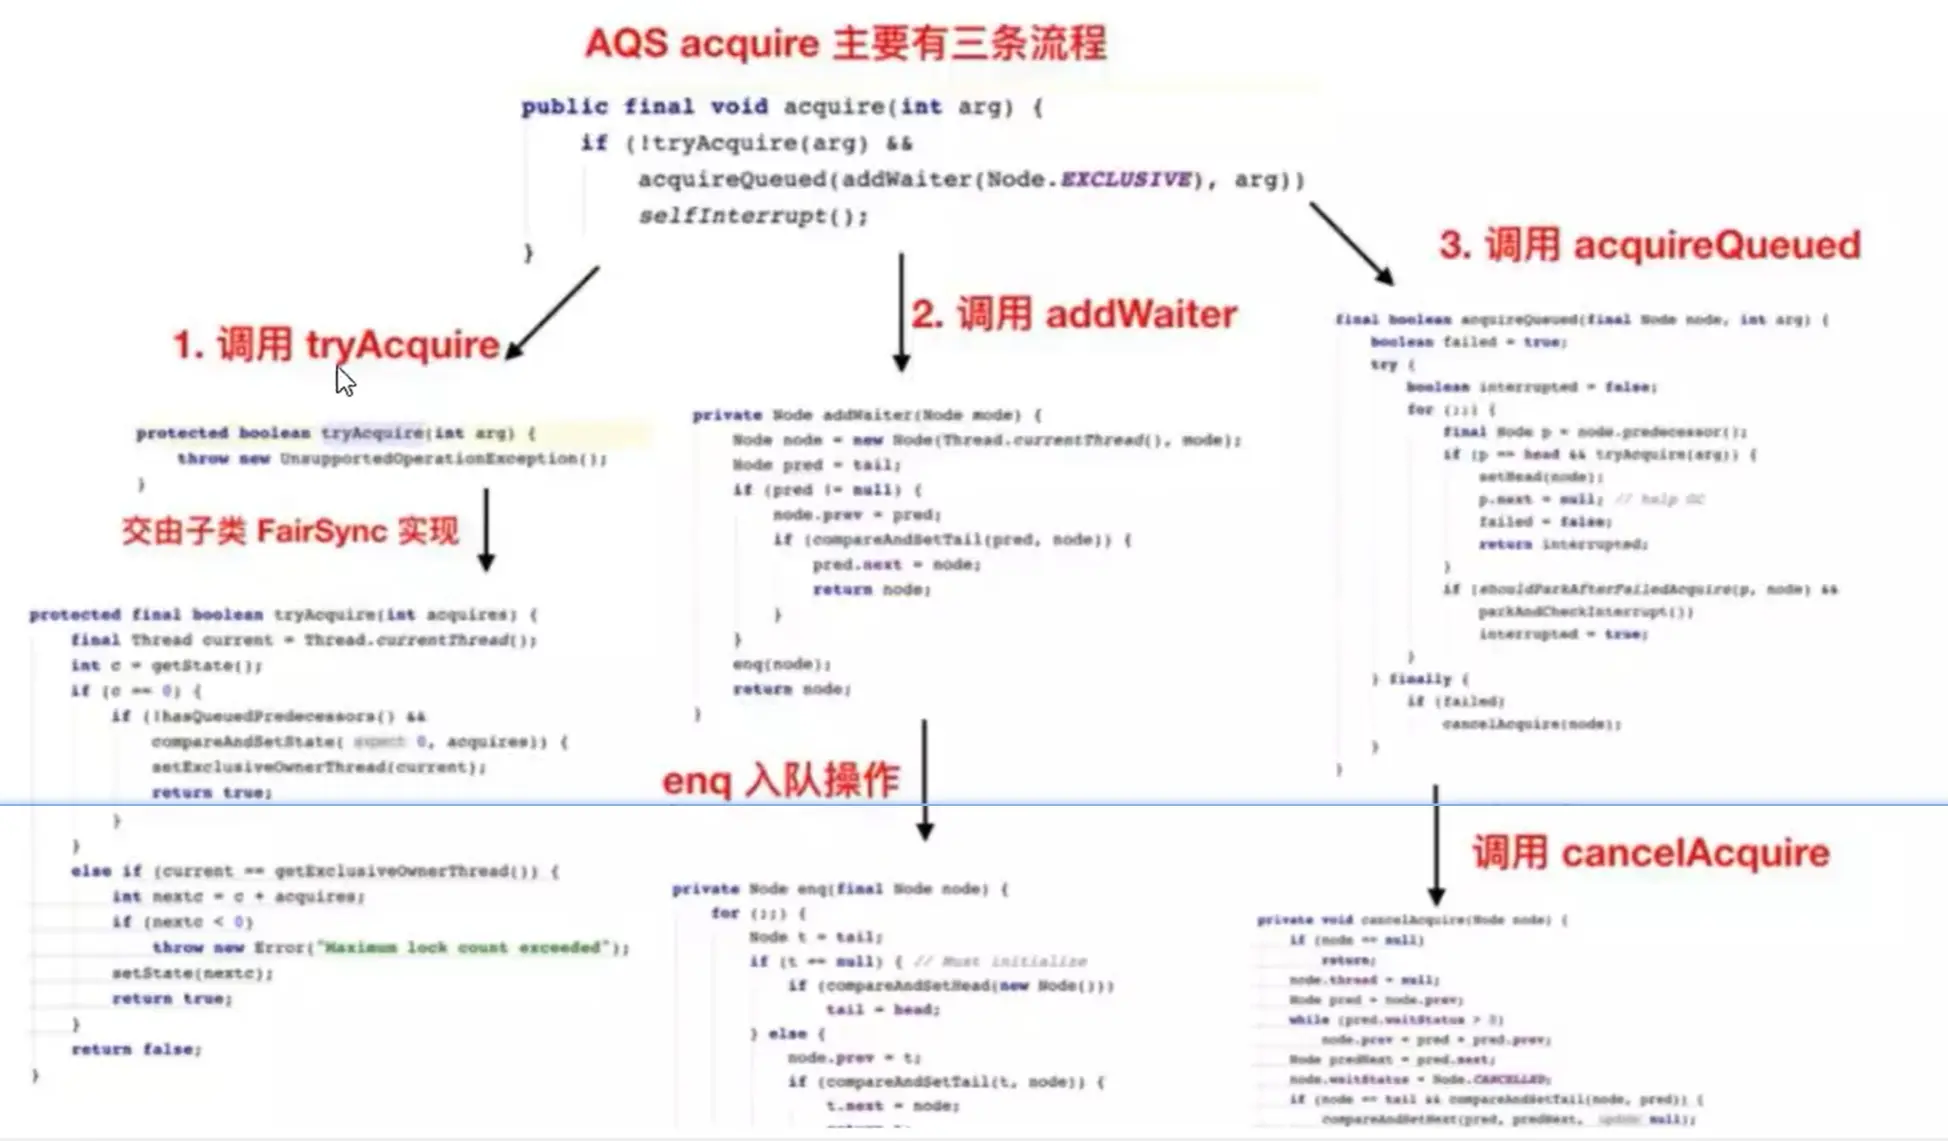 AQS acquire 主要有三条流程
public final void acquire(int arg) {
if (!tryAcquire(arg) &&
acquireQueued(addWaiter(Node.EXCLUSIVE), arg))
selfInterrupt();
}
1. 调用 tryAcquire
protected boolean tryAcquire(int arg) {
throw new UnsupportedOperationException();
}
交由子类 FairSync 实现
protected final boolean tryAcquire(int acquires) {
final Thread current = Thread.currentThread();
int c = getState();
if (c == 0) {
if (!hasQueuedPredecessors() &&
compareAndSetState( expect: 0, acquires)) {
setExclusiveOwnerThread(current);
return true;
}
}
else if (current == getExclusiveOwnerThread()) {
int nextc = c + acquires;
if (nextc < 0)
throw new Error("Maximum lock count exceeded");
setState(nextc);
return true;
}
return false;
}
2. 调用 addWaiter
private Node addWaiter(Node mode) {
Node node = new Node(Thread.currentThread(), mode);
Node pred = tail;
if (pred != null) {
node.prev = pred;
if (compareAndSetTail(pred, node)) {
pred.next = node;
return node;
}
}
enq(node);
return node;
}
enq 入队操作
private Node enq(final Node node) {
for (;;) {
Node t = tail;
if (t == null) { // Must initialize
if (compareAndSetHead(new Node()))
tail = head;
} else {
node.prev = t;
if (compareAndSetTail(t, node)) {
t.next = node;
3. 调用 acquireQueued
final boolean acquireQueued(final Node node, int arg) {
boolean failed = true;
try {
boolean interrupted = false;
for (;;) {
final Node p = node.predecessor();
if (p == head && tryAcquire(arg)) {
setHead(node);
p.next = null; // help GC
failed = false;
return interrupted;
}
if (shouldParkAfterFailedAcquire(p, node) &&
parkAndCheckInterrupt())
interrupted = true;
}
} finally {
if (failed)
cancelAcquire(node);
}
}
调用 cancelAcquire
private void cancelAcquire(Node node) {
if (node == null)
return;
node.thread = null;
Node pred = node.prev;
while (pred.waitStatus > 0)
node.prev = pred = pred.prev;
Node predNext = pred.next;
node.waitStatus = Node.CANCELLED;
if (node == tail && compareAndSetTail(node, pred)) {
compareAndSetNext(pred, predNext, update: null);